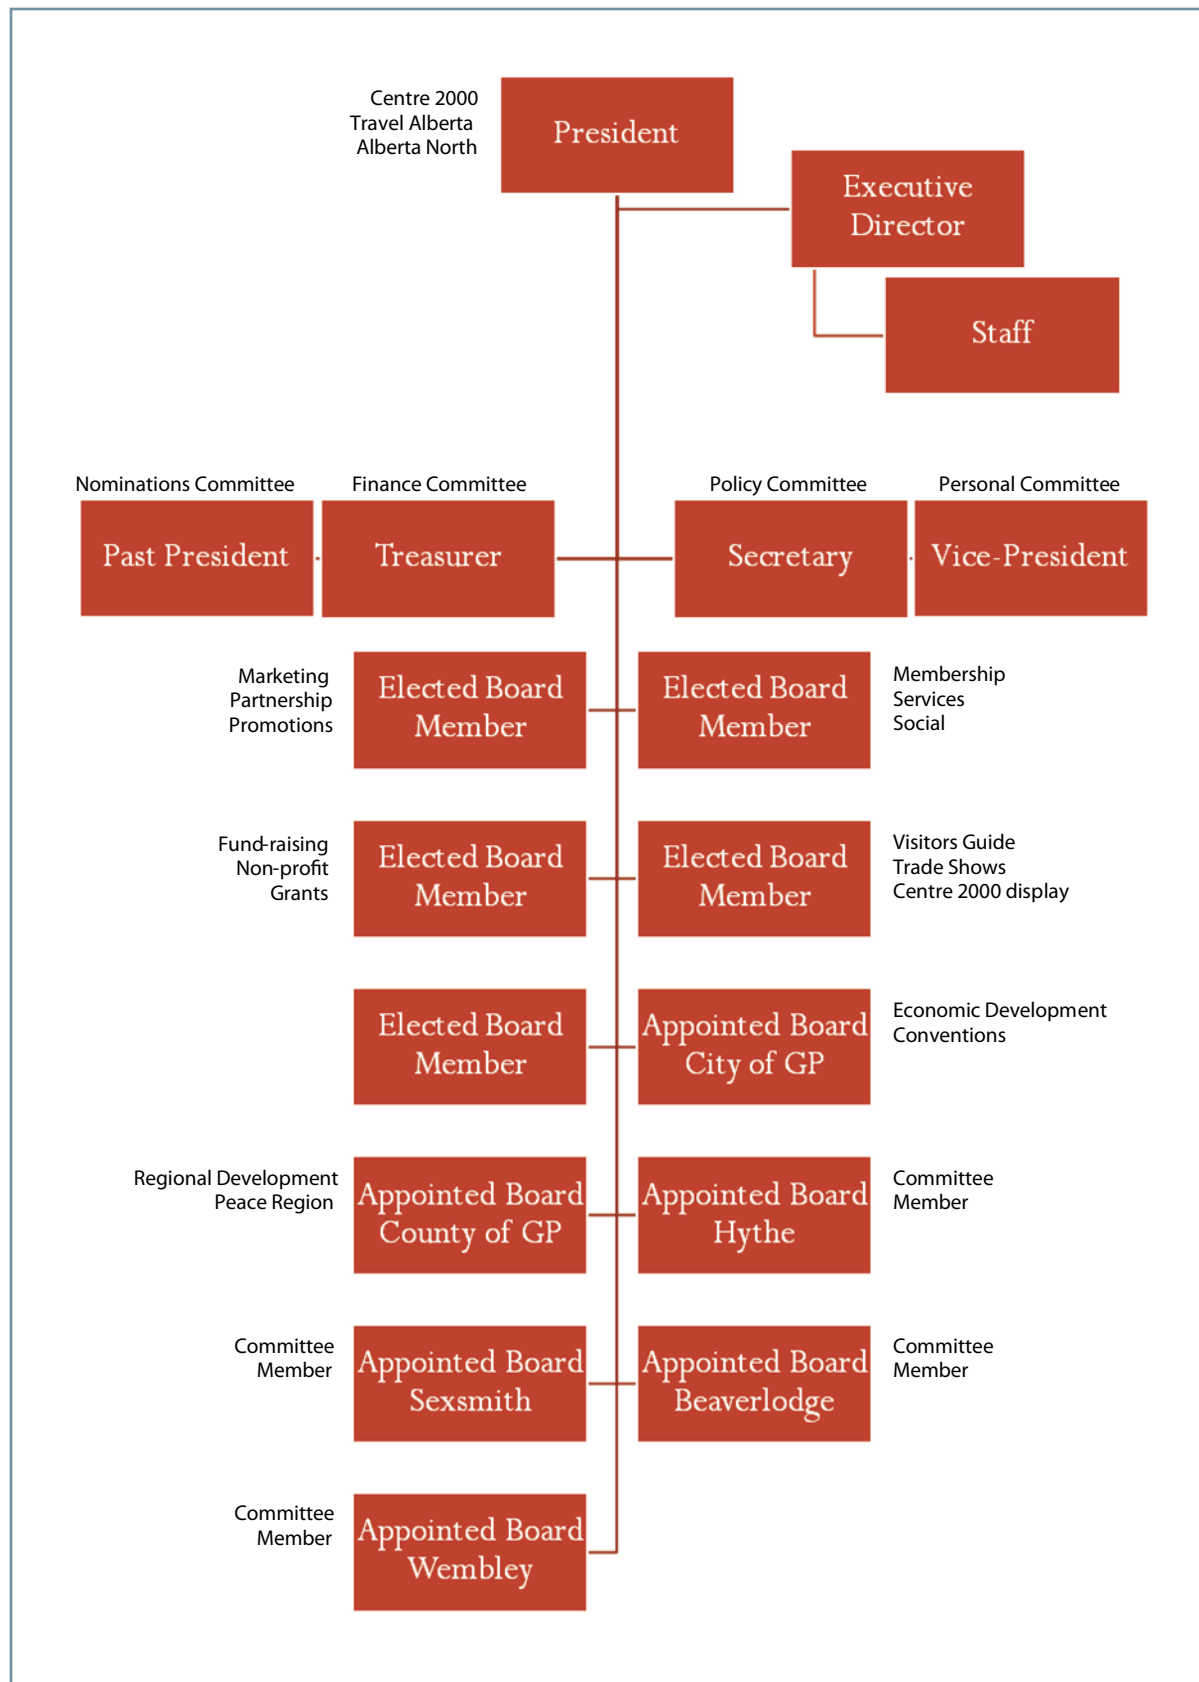 Centre 2000
Travel Alberta
Alberta North
President
Executive
Director
Staff
Nominations Committee
Past President
Finance Committee
Treasurer
Policy Committee
Secretary
Personal Committee
Vice-President
Marketing
Partnership
Promotions
Elected Board
Member
Elected Board
Member
Membership
Services
Social
Fund-raising
Non-profit
Grants
Elected Board
Member
Elected Board
Member
Visitors Guide
Trade Shows
Centre 2000 display
Elected Board
Member
Appointed Board
City of GP
Economic Development
Conventions
Regional Development
Peace Region
Appointed Board
County of GP
Appointed Board
Hythe
Committee
Member
Committee
Member
Appointed Board
Sexsmith
Appointed Board
Beaverlodge
Committee
Member
Committee
Member
Appointed Board
Wembley